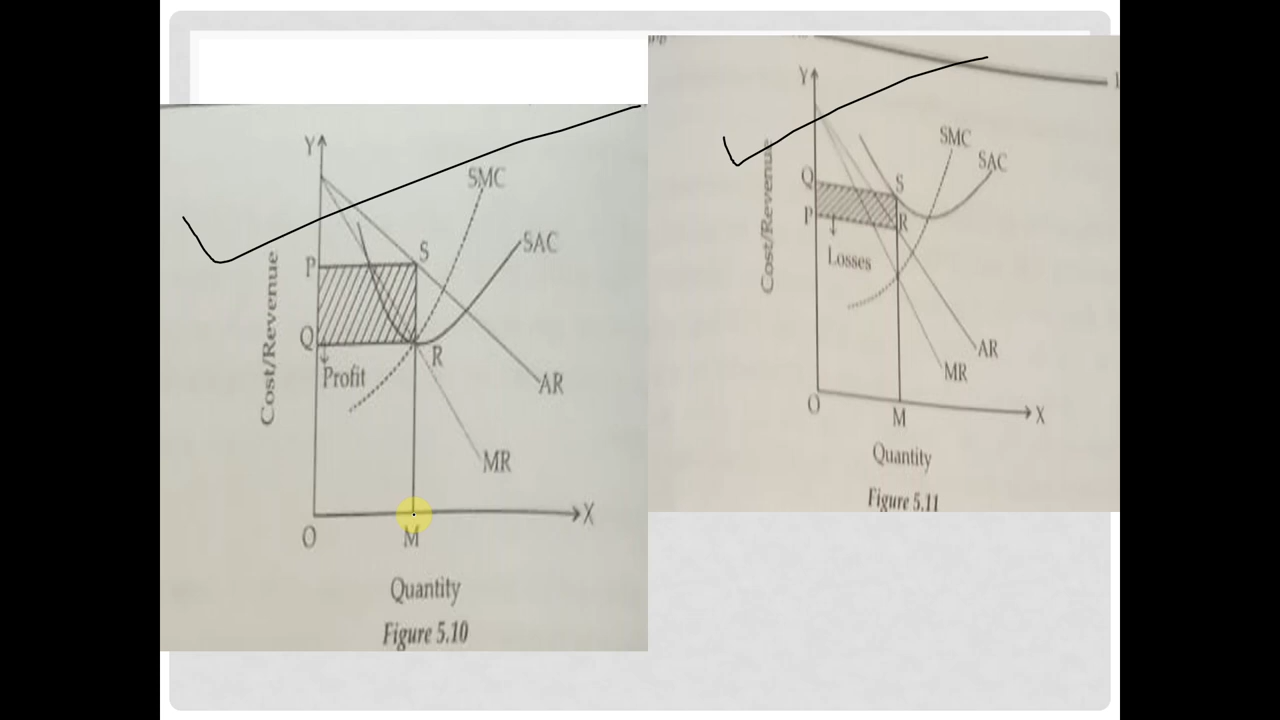 Y
SMC
SAC
S
P
Cost/Revenue
Q
R
Profit
AR
MR
O
M
X
Quantity
Figure 5.10
Y
SMC
SAC
Q
S
P
R
Cost/Revenue
Losses
AR
MR
O
M
X
Quantity
Figure 5.11